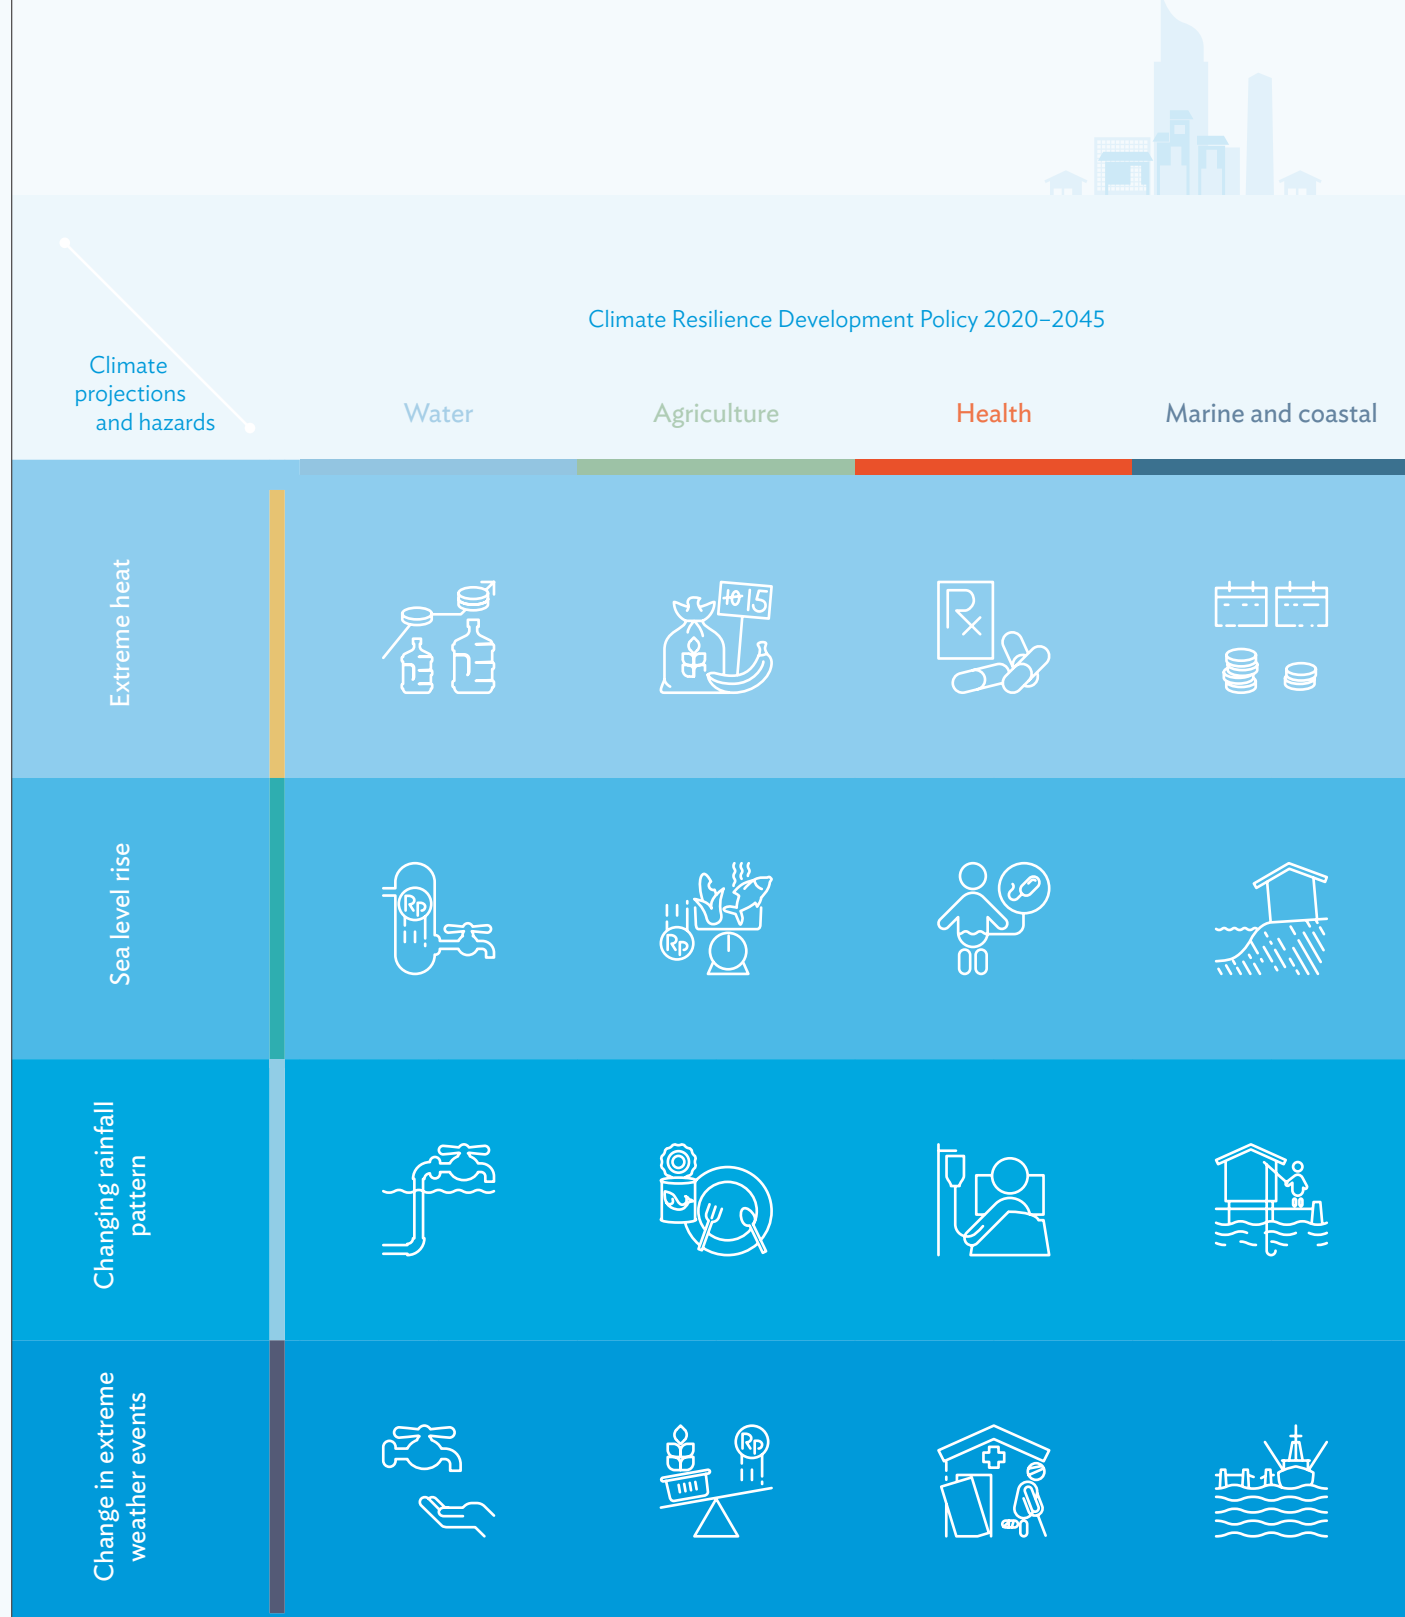 Climate Resilience Development Policy 2020–2045
Climate
projections
and hazards
Water
Agriculture
Health
Marine and coastal
Extreme heat
10 15
Rx
Sea level rise
Rp
Rp
Changing rainfall
pattern
Change in extreme
weather events
Rp